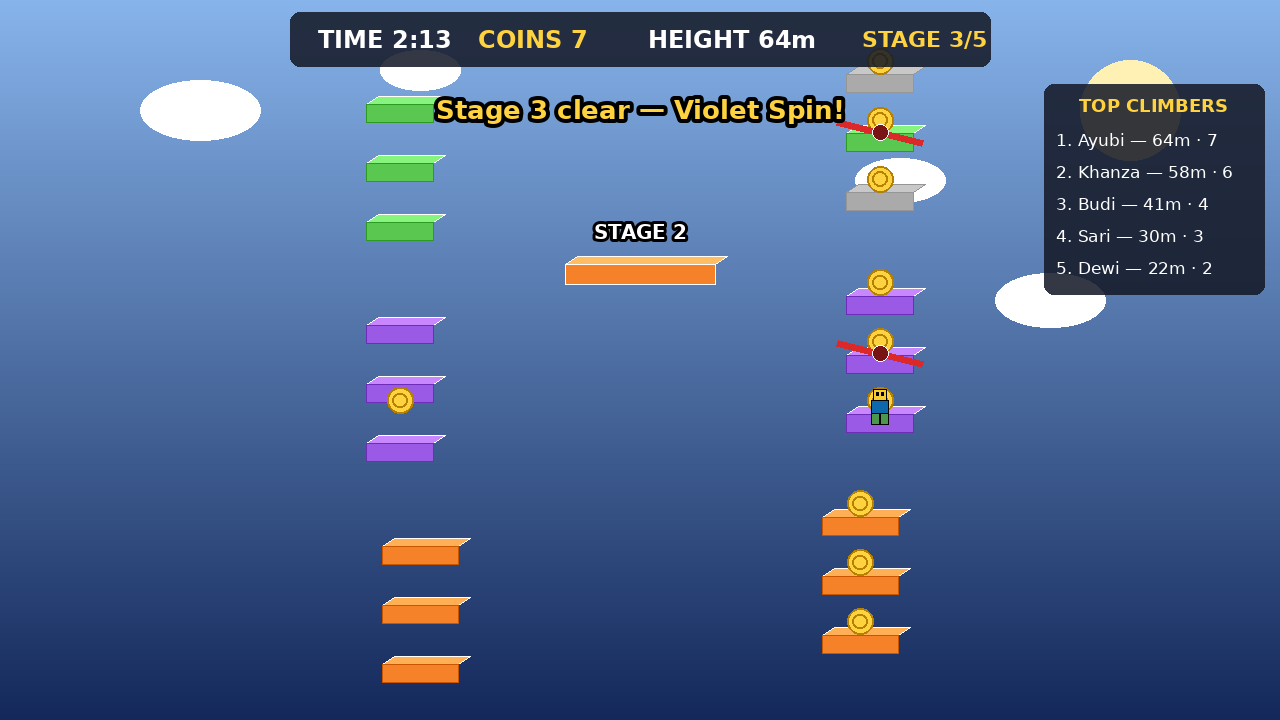 TIME 2:13 COINS 7 HEIGHT 64m STAGE 3/5
Stage 3 clear — Violet Spin!
TOP CLIMBERS
1. Ayubi — 64m · 7
2. Khanza — 58m · 6
3. Budi — 41m · 4
4. Sari — 30m · 3
5. Dewi — 22m · 2
STAGE 2